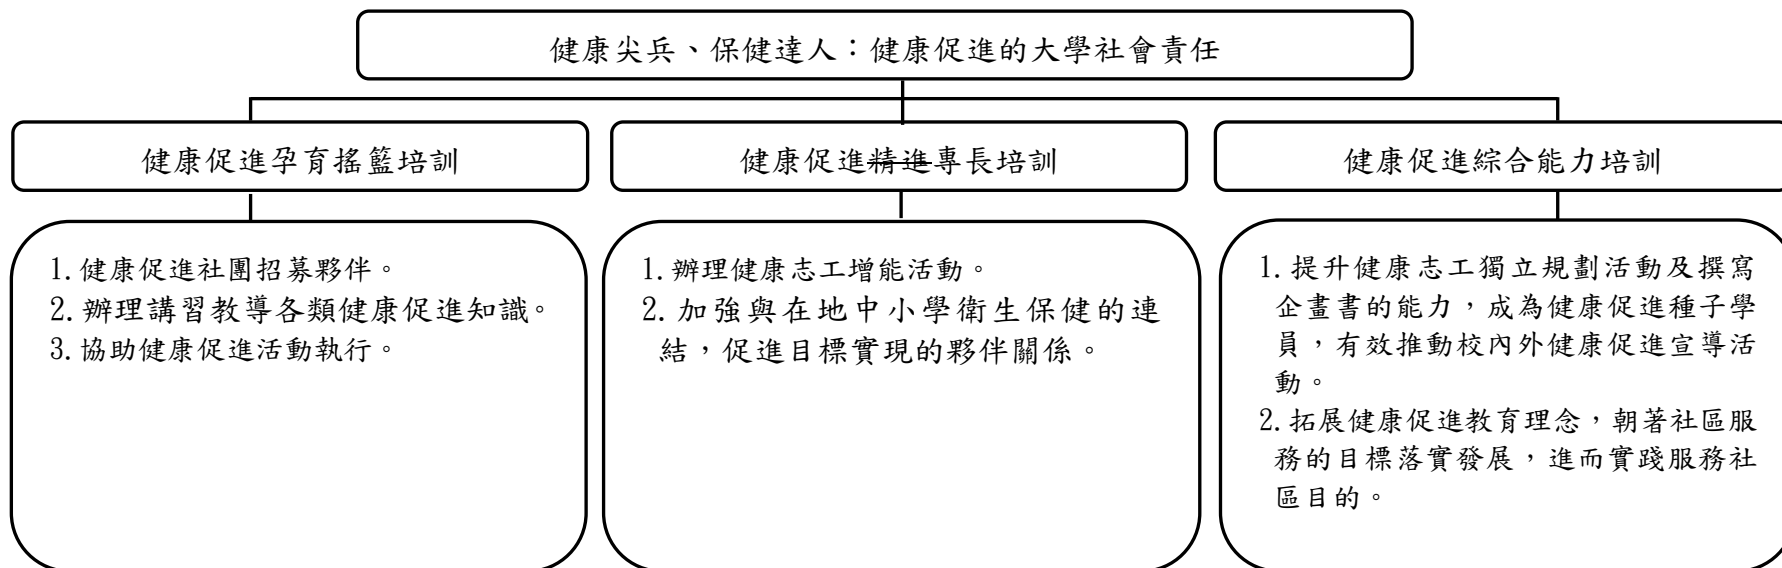 健康尖兵、保健達人：健康促進的大學社會責任
健康促進孕育搖籃培訓
健康促進精進專長培訓
健康促進綜合能力培訓
1.健康促進社團招募夥伴。
2.辦理講習教導各類健康促進知識。
3.協助健康促進活動執行。
1.辦理健康志工增能活動。
2.加強與在地中小學衛生保健的連
結，促進目標實現的夥伴關係。
1.提升健康志工獨立規劃活動及撰寫
企畫書的能力，成為健康促進種子學
員，有效推動校內外健康促進宣導活
動。
2.拓展健康促進教育理念，朝著社區服
務的目標落實發展，進而實踐服務社
區目的。